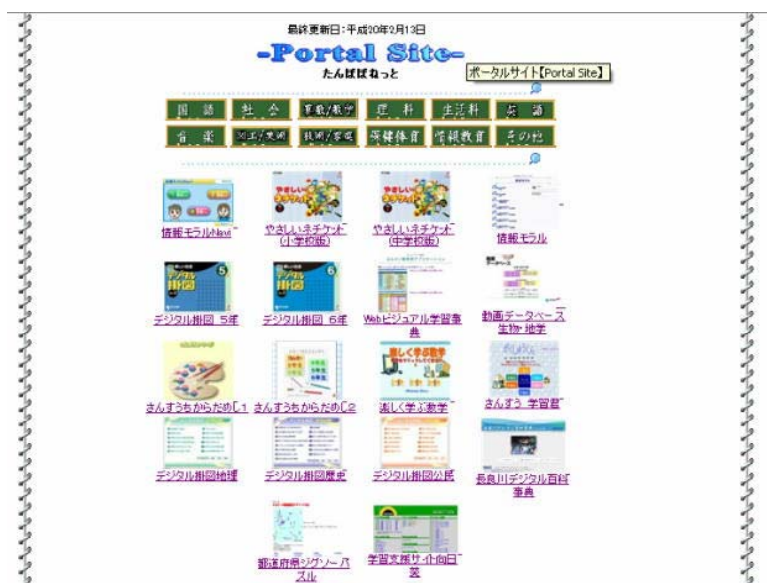 最終更新日:平成20年2月13日
-Portal Site-
たんぽぽねっと
ポータルサイト【Portal Site】
国 語 社 会 算数/数学 理 科 生活科 英 語
音 楽 図工/美術 技術/家庭 保健体育 情報教育 その他
情報モラルNavi
やさしいネチケット
(小学校版)
やさしいネチケット
(中学校版)
情報モラル
デジタル掛図 5年
デジタル掛図 6年
Webビジュアル学習事
典
動画データベース
生物・地学
さんすうちからだめし1
さんすうちからだめし2
楽しく学ぶ数学
さんすう 学習君
デジタル掛図地理
デジタル掛図歴史
デジタル掛図公民
長良川デジタル百科
事典
都道府県ジグソーパ
ズル
学習支援サイト向日
葵